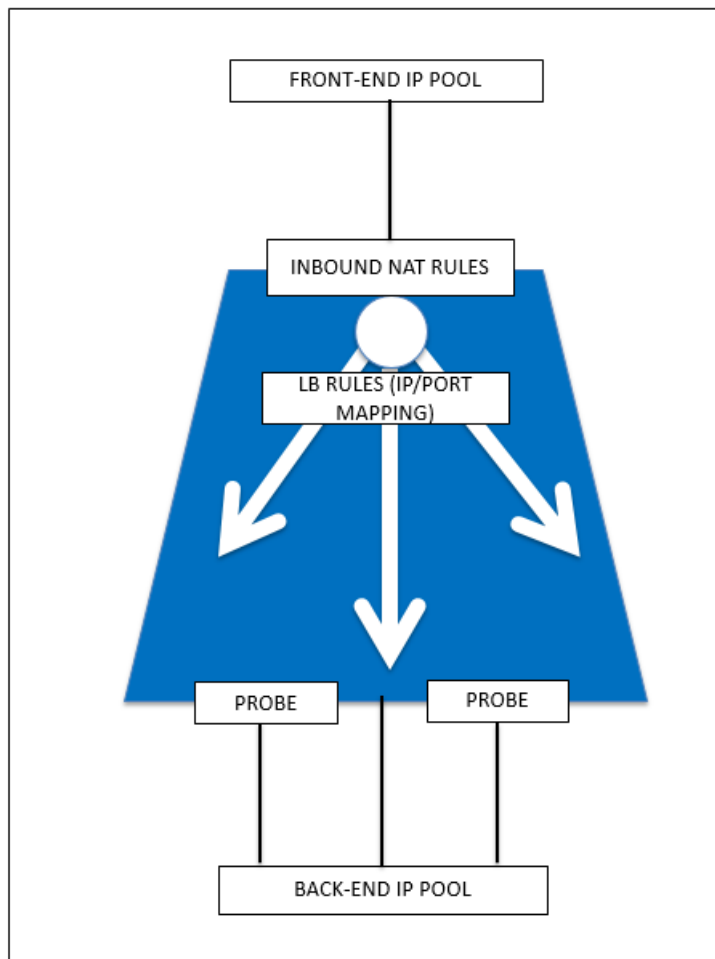 FRONT-END IP POOL
INBOUND NAT RULES
LB RULES (IP/PORT
MAPPING)
PROBE
PROBE
BACK-END IP POOL